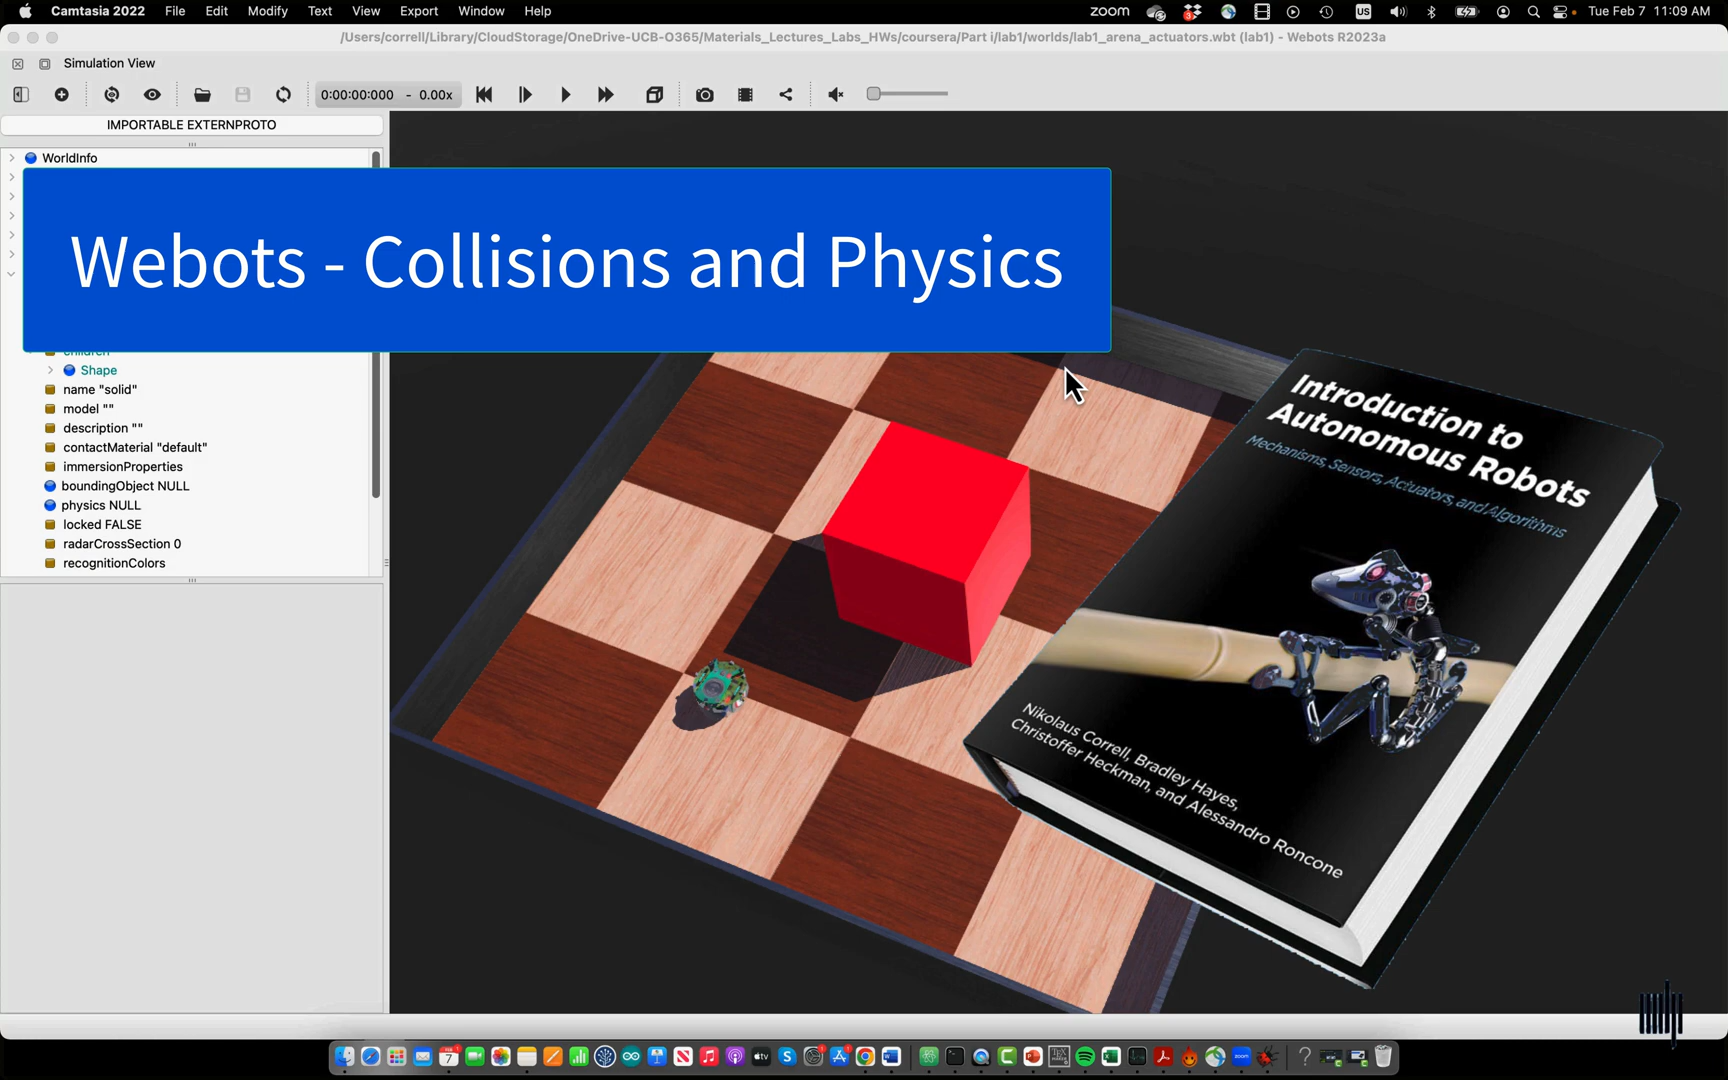 Camtasia 2022 File Edit Modify Text View Export Window Help
zoom 3 US Tue Feb 7 11:09 AM
/Users/correll/Library/CloudStorage/OneDrive-UCB-O365/Materials_Lectures_Labs_HWs/coursera/Part i/lab1/worlds/lab1_arena_actuators.wbt (lab1) - Webots R2023a
Simulation View
0:00:00:000 - 0.00x
IMPORTABLE EXTERNPROTO
WorldInfo
Webots - Collisions and Physics
children
Shape
name "solid"
model ""
description ""
contactMaterial "default"
immersionProperties
boundingObject NULL
physics NULL
locked FALSE
radarCrossSection 0
recognitionColors
Introduction to
Autonomous Robots
Mechanisms, Sensors, Actuators, and Algorithms
Nikolaus Correll, Bradley Hayes,
Christoffer Heckman, and Alessandro Roncone